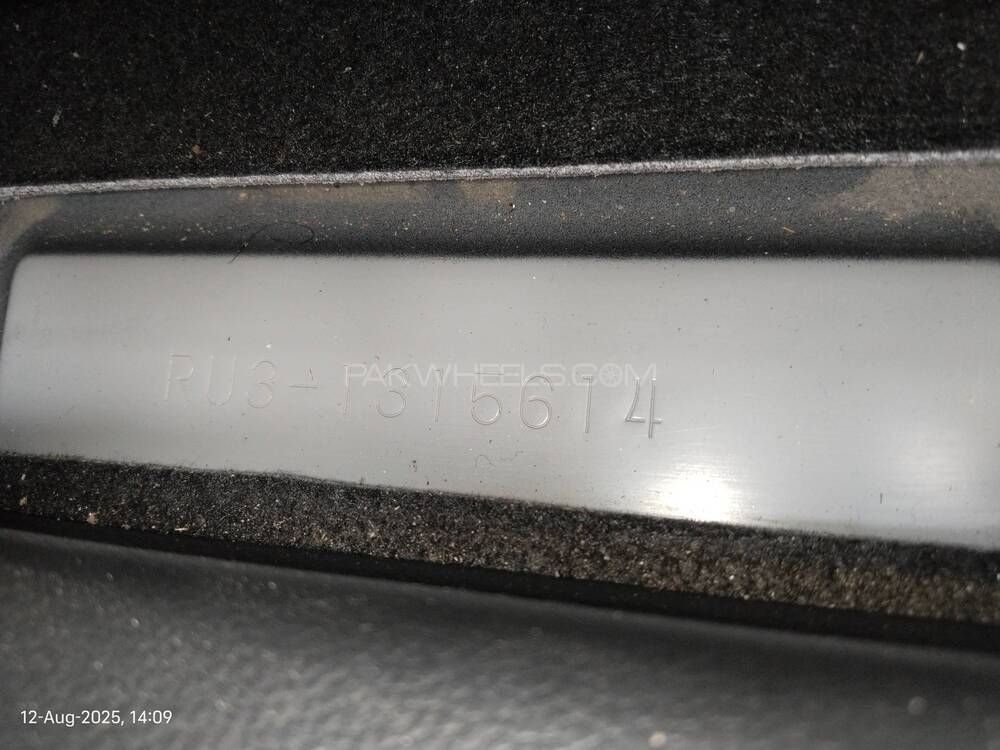 RU3-1315614
PAKWHEELS.COM
12-Aug-2025, 14:09